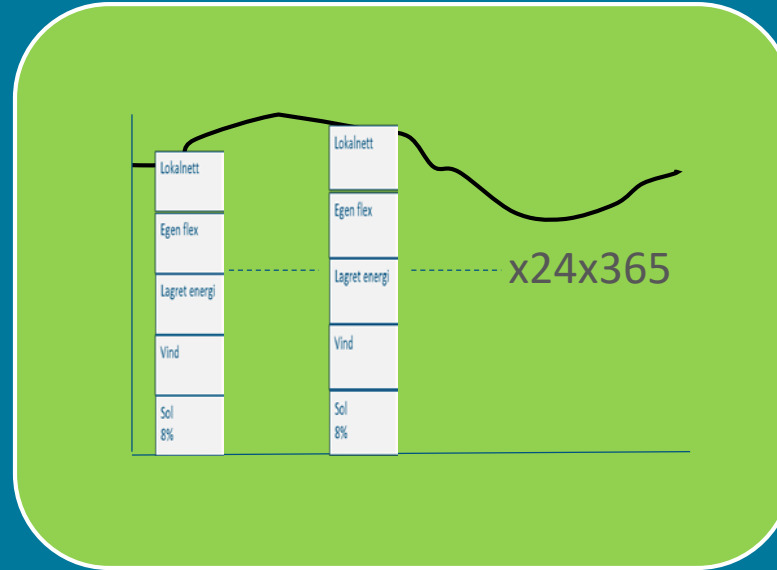 Lokalnett
Egen flex
Lagret energi
Vind
Sol
8%
Lokalnett
Egen flex
Lagret energi
Vind
Sol
8%
x24x365